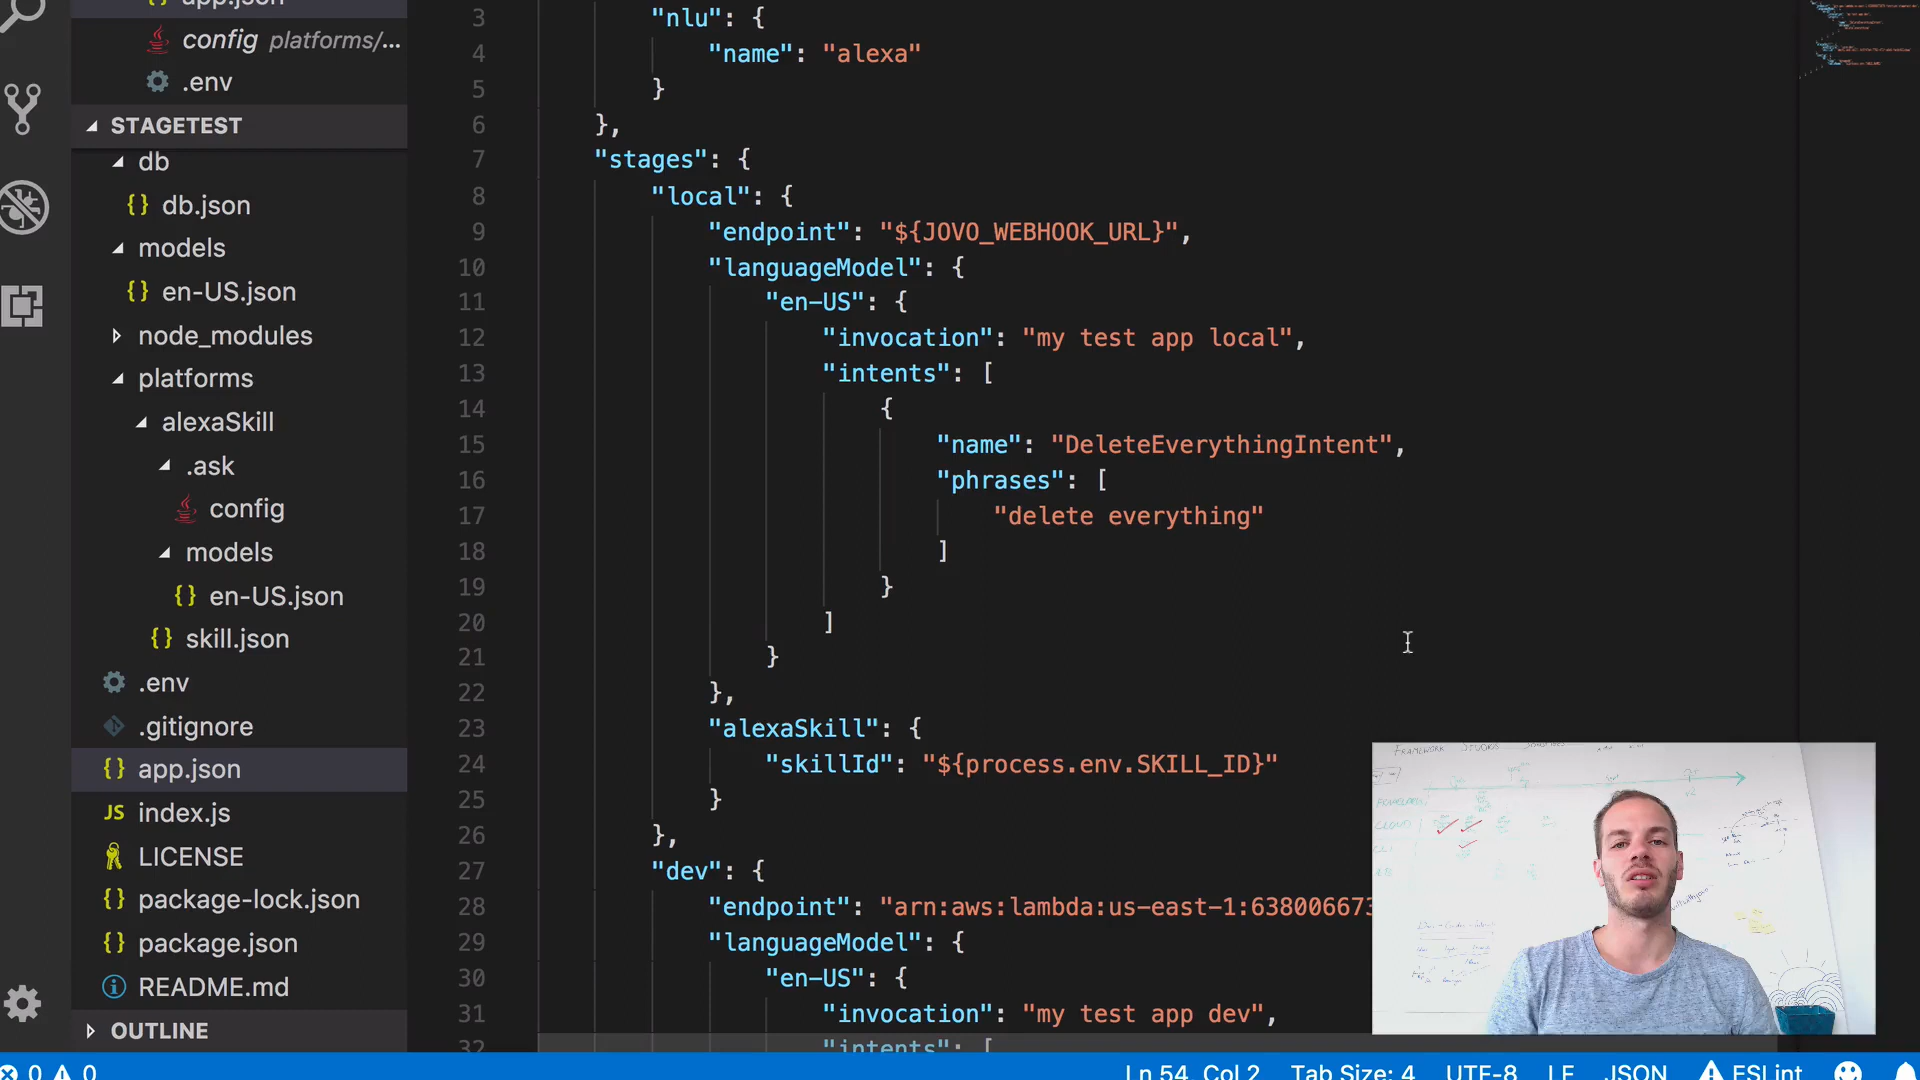 app.json
config platforms/...
.env
STAGETEST
db
db.json
models
en-US.json
node_modules
platforms
alexaSkill
.ask
config
models
en-US.json
skill.json
.env
.gitignore
app.json
index.js
LICENSE
package-lock.json
package.json
README.md
OUTLINE
3 "nlu": {
4 "name": "alexa"
5 }
6 },
7 "stages": {
8 "local": {
9 "endpoint": "${JOVO_WEBHOOK_URL}",
10 "languageModel": {
11 "en-US": {
12 "invocation": "my test app local",
13 "intents": [
14 {
15 "name": "DeleteEverythingIntent",
16 "phrases": [
17 "delete everything"
18 ]
19 }
20 ]
21 }
22 },
23 "alexaSkill": {
24 "skillId": "${process.env.SKILL_ID}"
25 }
26 },
27 "dev": {
28 "endpoint": "arn:aws:lambda:us-east-1:638006673
29 "languageModel": {
30 "en-US": {
31 "invocation": "my test app dev",
32 "intents": [
FRAMEWORK
0 0 Ln 54, Col 2 Tab Size: 4 UTF-8 LF JSON ESLint